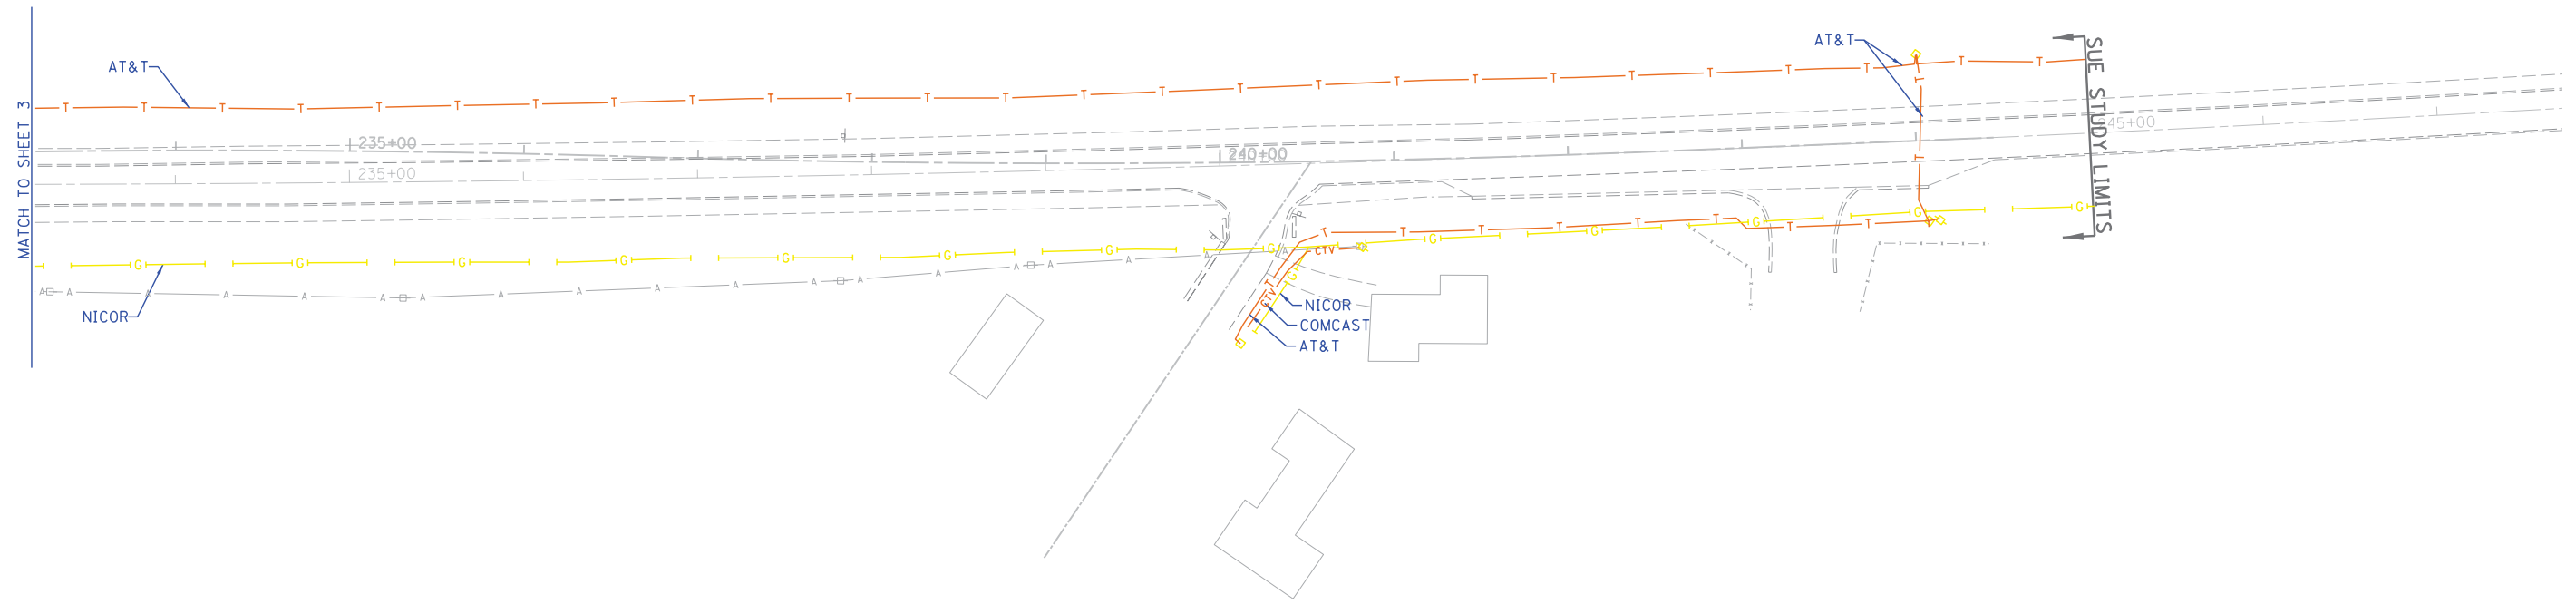 AT&T
AT&T
T T T T T T T T T T T T T T T T T T T T T T T T T T
MATCH TO SHEET 3
SUE STUDY LIMITS
235+00
240+00
45+00
235+00
T
T
T T T T T T T T
G G G G G G G G G G G G G
CTV
A A A A A A A A A A A A A A A A A
G
T
CTV
NICOR
NICOR
COMCAST
AT&T